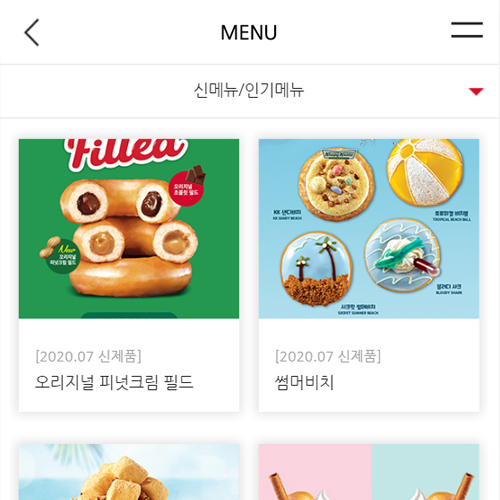 MENU
신메뉴/인기메뉴
Filled
오리지널
초콜릿 필드
New
오리지널
피넛크림 필드
Krispy Kreme
KK 샌디비치
KK SANDY BEACH
트로피컬 비치볼
TROPICAL BEACH BALL
시크릿 썸머비치
SECRET SUMMER BEACH
블러디 샤크
BLOODY SHARK
[2020.07 신제품]
오리지널 피넛크림 필드
[2020.07 신제품]
썸머비치